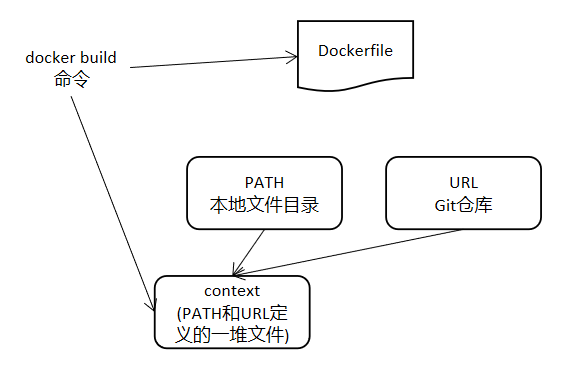 docker build
命令
Dockerfile
PATH
本地文件目录
URL
Git仓库
context
(PATH和URL定
义的一堆文件)